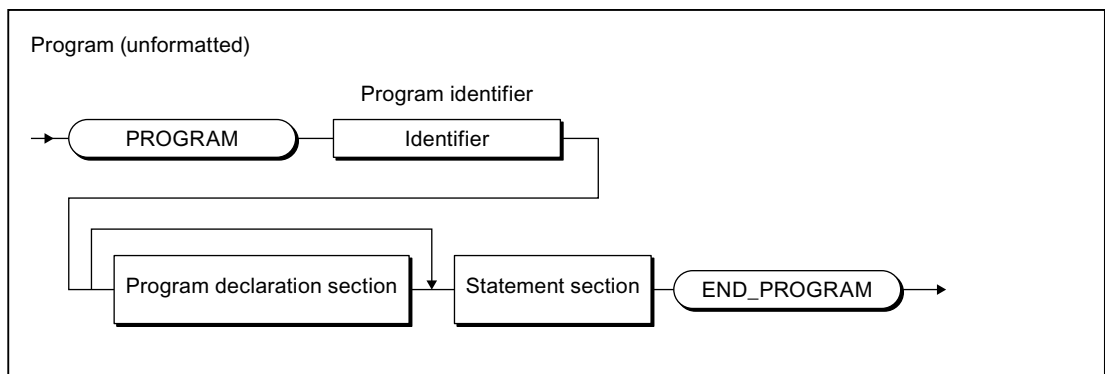 Program (unformatted)
Program identifier
PROGRAM
Identifier
Program declaration section
Statement section
END_PROGRAM